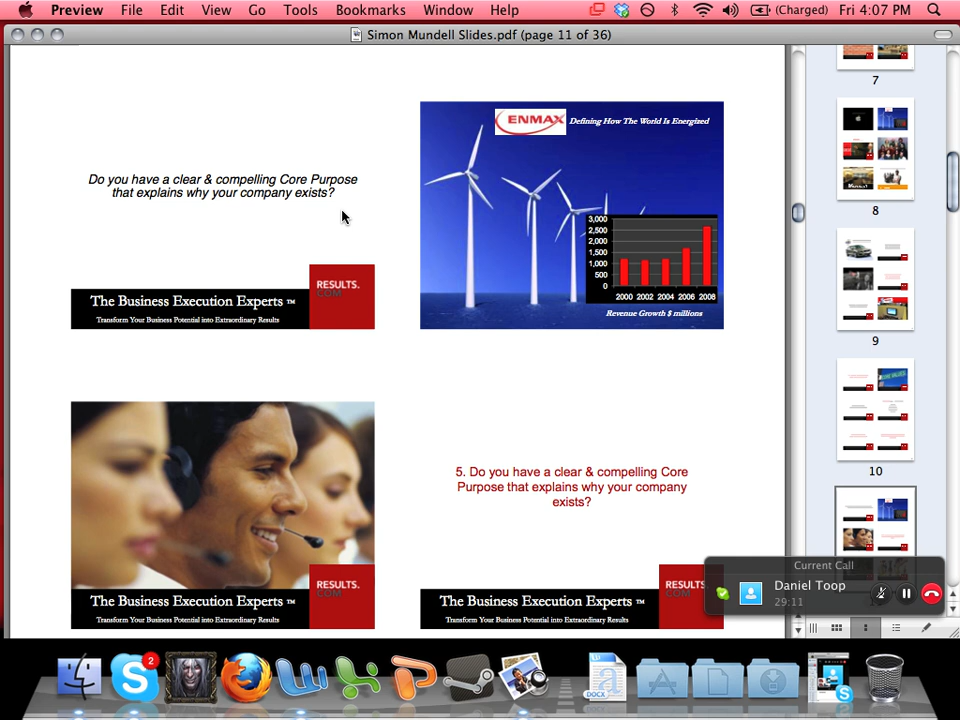 Preview File Edit View Go Tools Bookmarks Window Help (Charged) Fri 4:07 PM
Simon Mundell Slides.pdf (page 11 of 36)
Do you have a clear & compelling Core Purpose
that explains why your company exists?
RESULTS.
COM
The Business Execution Experts ™
Transform Your Business Potential into Extraordinary Results
ENMAX
Defining How The World Is Energized
3,000
2,500
2,000
1,500
1,000
500
0
2000 2002 2004 2006 2008
Revenue Growth $ millions
RESULTS.
COM
The Business Execution Experts ™
Transform Your Business Potential into Extraordinary Results
5. Do you have a clear & compelling Core
Purpose that explains why your company
exists?
RESULTS.
COM
The Business Execution Experts ™
Transform Your Business Potential into Extraordinary Results
7
8
9
10
Current Call
Daniel Toop
29:11
2
DOCX